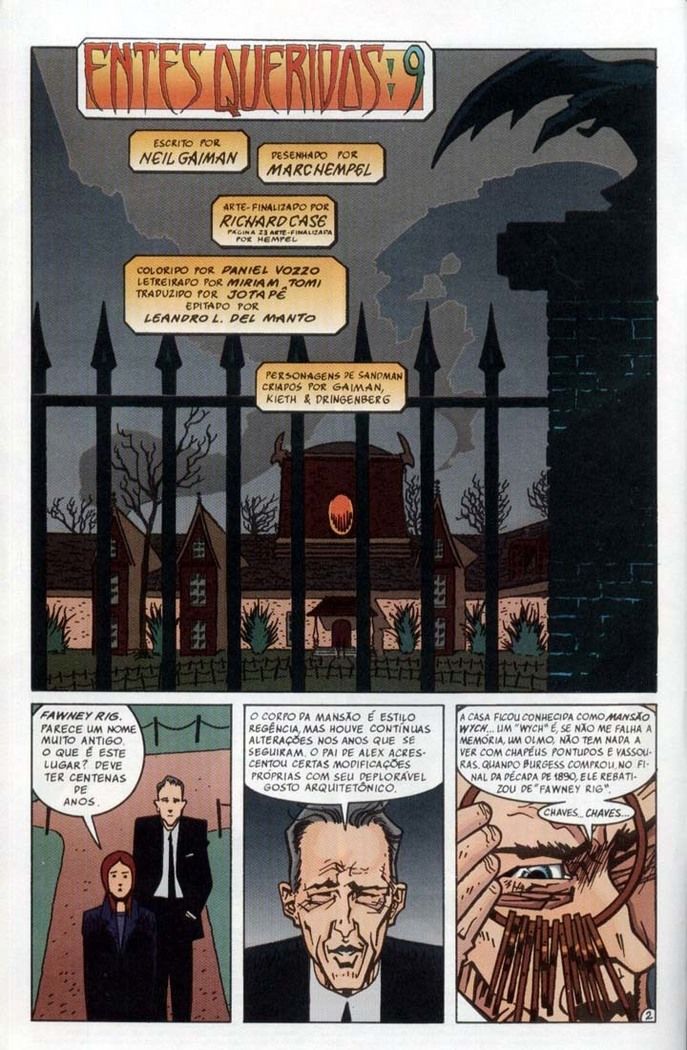 ENTES QUERIDOS: 9
ESCRITO POR
NEIL GAIMAN
DESENHADO POR
MARC HEMPEL
ARTE-FINALIZADO POR
RICHARD CASE
PÁGINA 23 ARTE-FINALIZADA
POR HEMPEL
COLORIDO POR DANIEL VOZZO
LETREIRADO POR MIRIAM TOMI
TRADUZIDO POR JOTAPÊ
EDITADO POR
LEANDRO L. DEL MANTO
PERSONAGENS DE SANDMAN
CRIADOS POR GAIMAN,
KIETH & DRINGENBERG
FAWNEY RIG.
PARECE UM NOME
MUITO ANTIGO.
O QUE É ESTE
LUGAR? DEVE
TER CENTENAS
DE
ANOS.
O CORPO DA MANSÃO É ESTILO
REGÊNCIA, MAS HOUVE CONTÍNUAS
ALTERAÇÕES NOS ANOS QUE SE
SEGUIRAM. O PAI DE ALEX ACRES-
CENTOU CERTAS MODIFICAÇÕES
PRÓPRIAS COM SEU DEPLORÁVEL
GOSTO ARQUITETÔNICO.
A CASA FICOU CONHECIDA COMO MANSÃO
WYCH... UM "WYCH" É, SE NÃO ME FALHA A
MEMÓRIA, UM OLMO, NÃO TEM NADA A
VER COM CHAPÉUS PONTUDOS E VASSOU-
RAS. QUANDO BURGESS COMPROU, NO FI-
NAL DA DÉCADA DE 1890, ELE REBATI-
ZOU DE "FAWNEY RIG".
CHAVES... CHAVES...
2